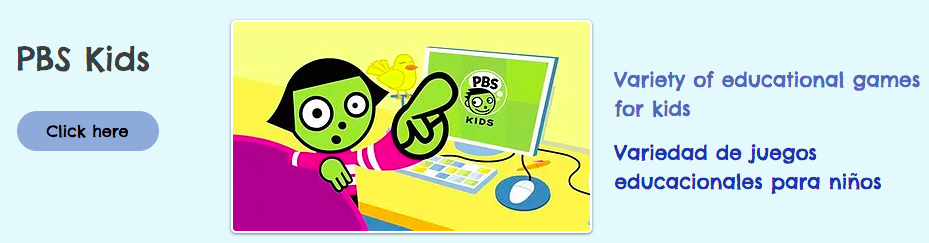 PBS Kids
Click here
PBS
KIDS
Variety of educational games
for kids
Variedad de juegos
educacionales para niños